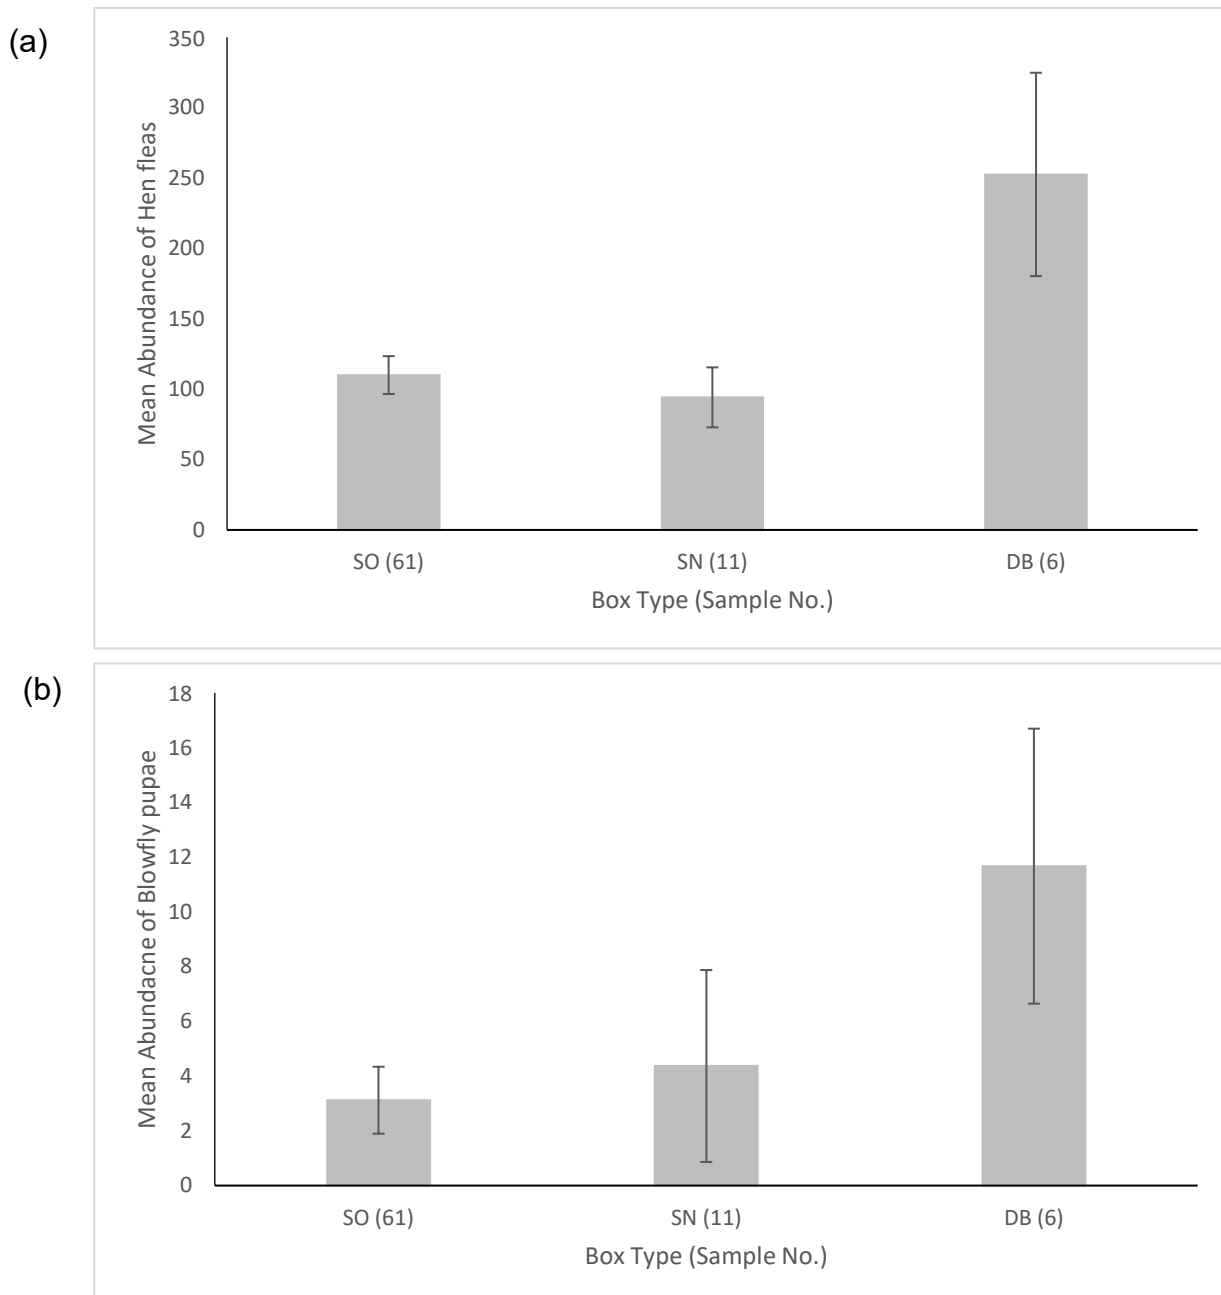 (a)
Mean Abundance of Hen fleas
350
300
250
200
150
100
50
0
SO (61)
SN (11)
DB (6)
Box Type (Sample No.)
(b)
Mean Abundacne of Blowfly pupae
18
16
14
12
10
8
6
4
2
0
SO (61)
SN (11)
DB (6)
Box Type (Sample No.)